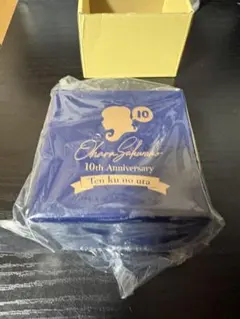 10
Ohara Sakurako
10th Anniversary
Ten ku no ura